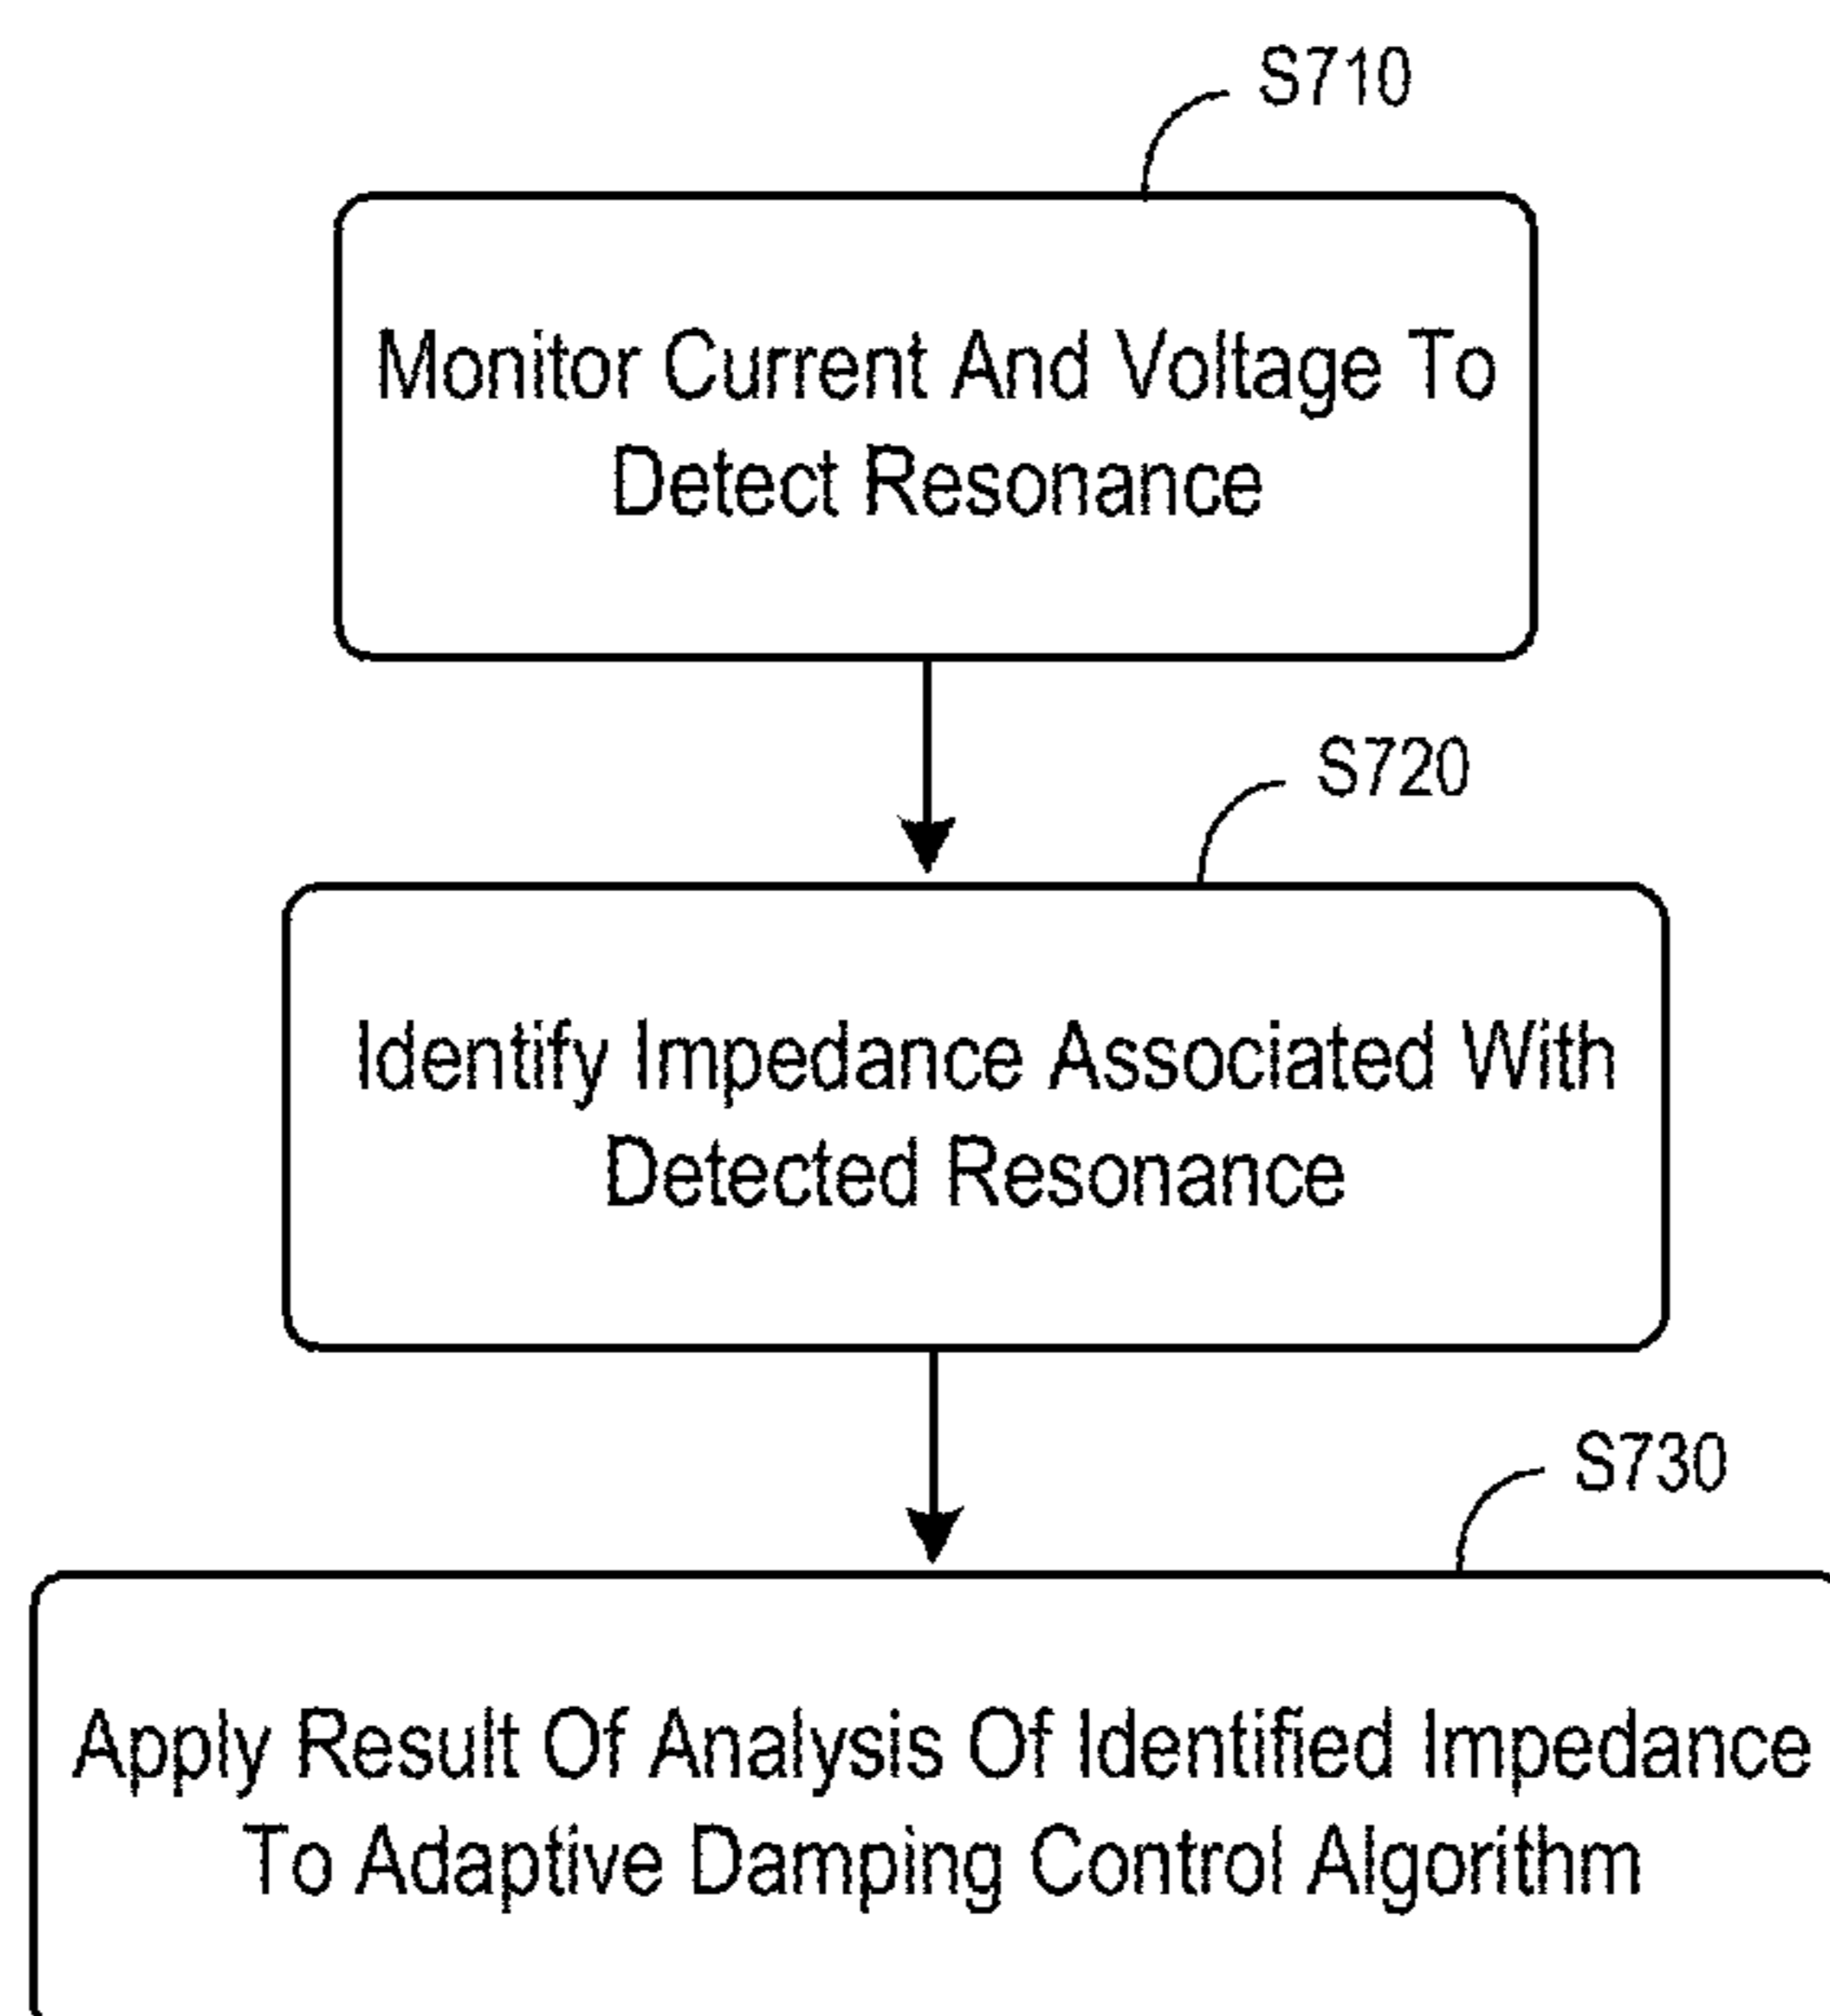 S710
Monitor Current And Voltage To
Detect Resonance
S720
Identify Impedance Associated With
Detected Resonance
S730
Apply Result Of Analysis Of Identified Impedance
To Adaptive Damping Control Algorithm